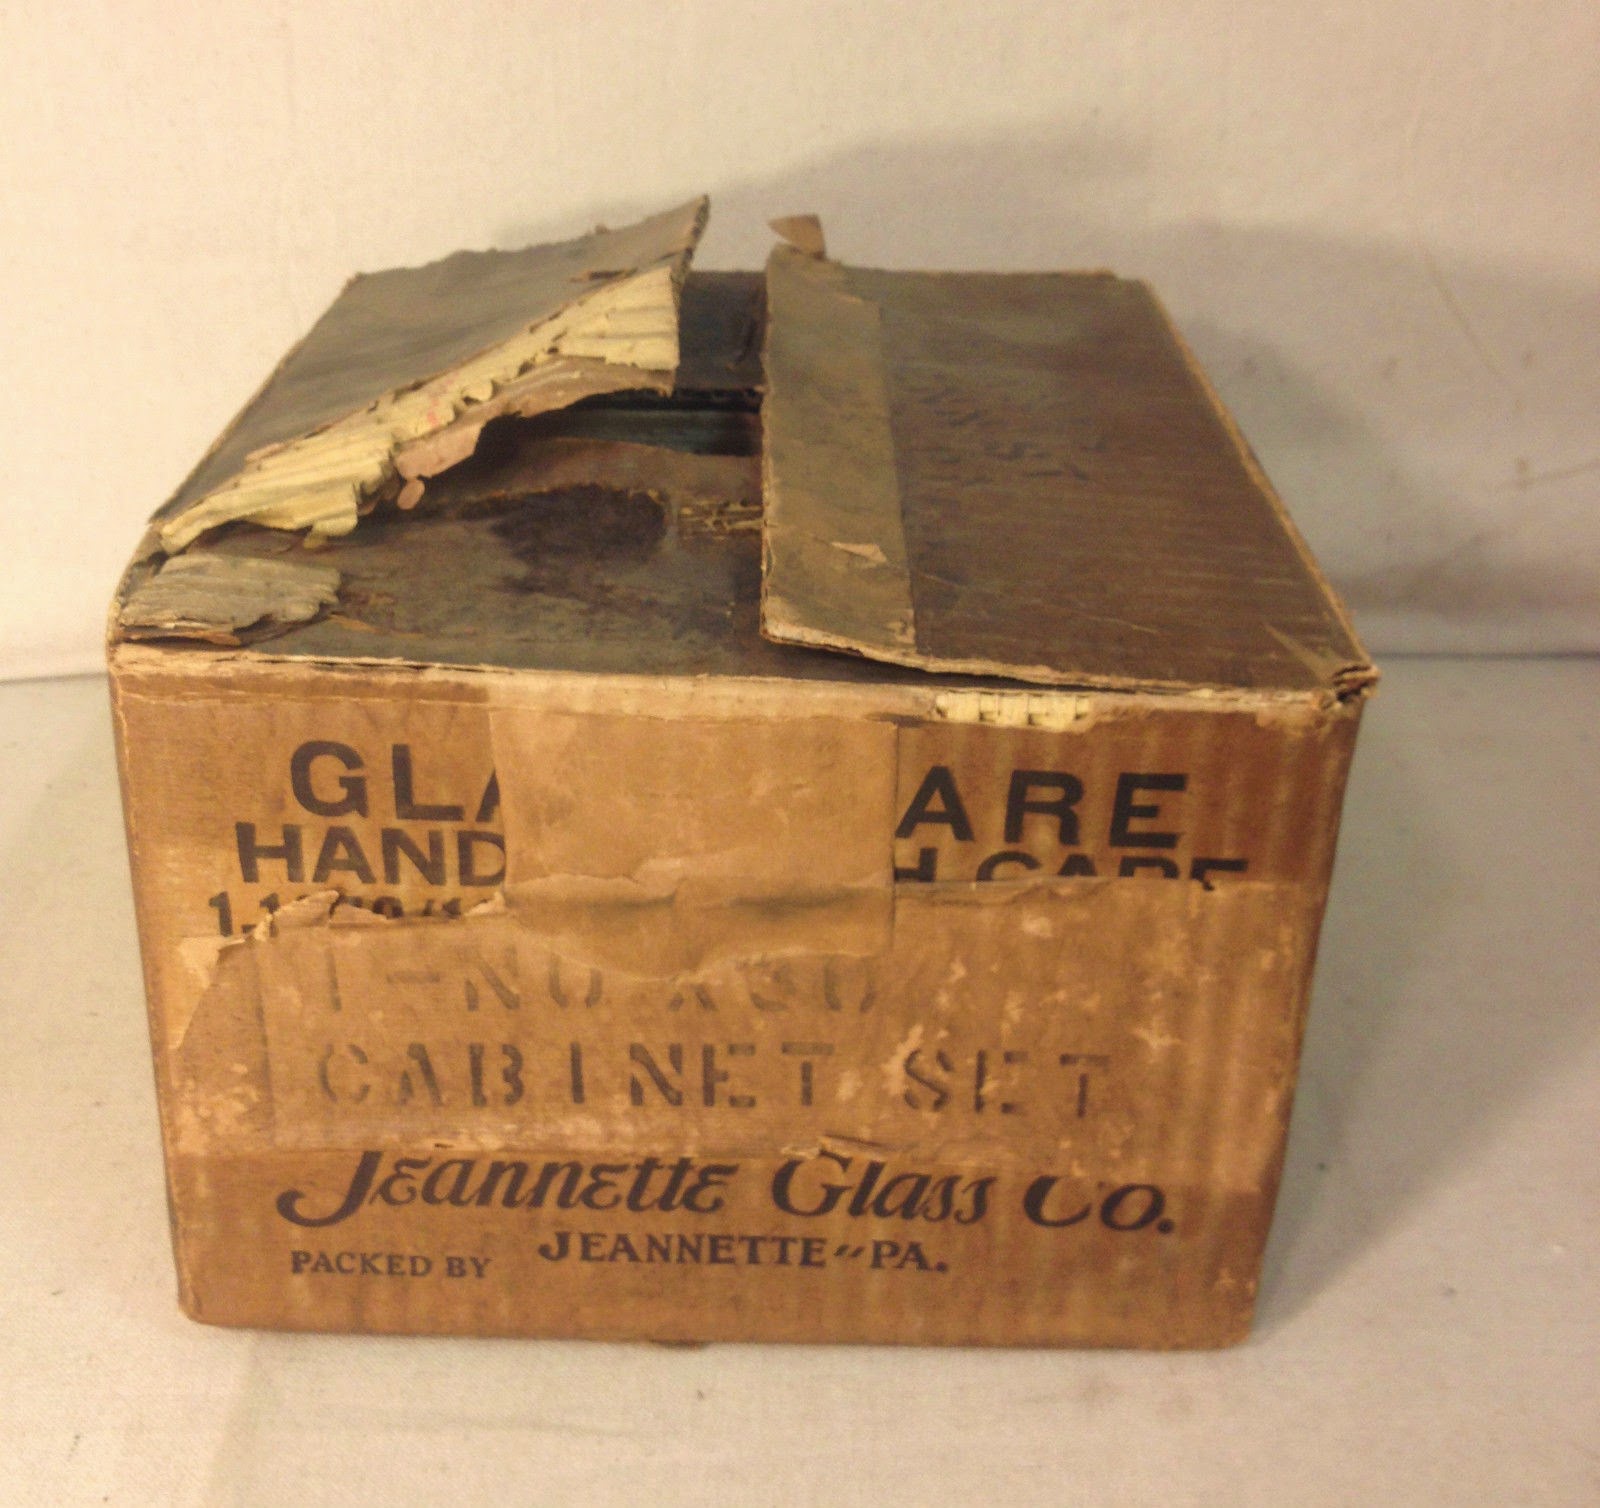 GLA ARE
HAND H CARE
CABINET SET
Jeannette Glass Co.
PACKED BY JEANNETTE PA.